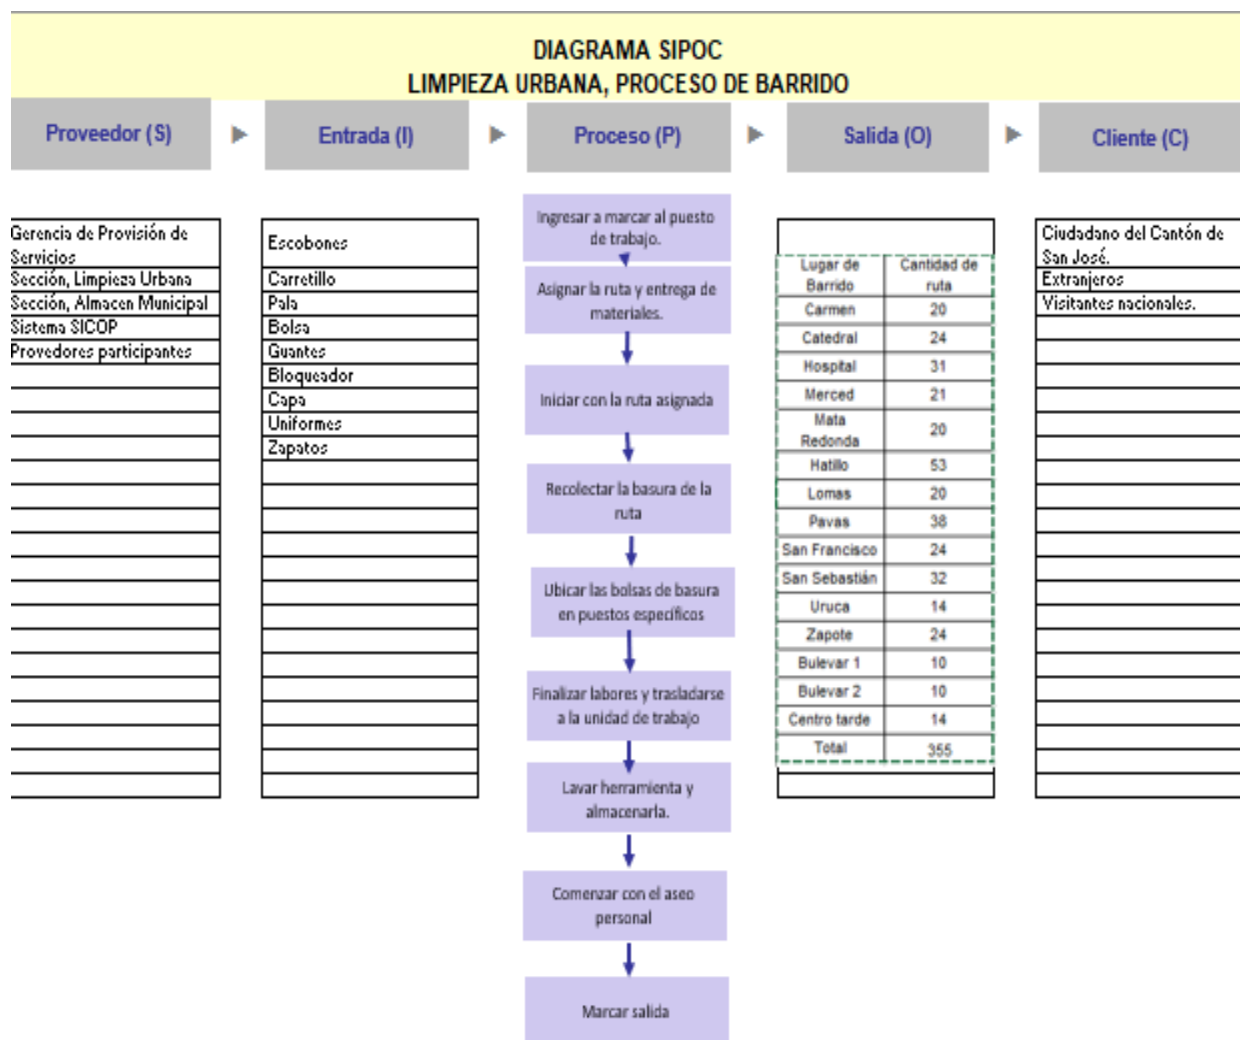 DIAGRAMA SIPOC
LIMPIEZA URBANA, PROCESO DE BARRIDO
Proveedor (S)
Entrada (I)
Proceso (P)
Salida (O)
Cliente (C)
Gerencia de Provisión de
Servicios
Sección, Limpieza Urbana
Sección, Almacen Municipal
Sistema SICOP
Provedores participantes
Escobones
Carretillo
Pala
Bolsa
Guantes
Bloqueador
Capa
Uniformes
Zapatos
Ingresar a marcar al puesto
de trabajo.
Asignar la ruta y entrega de
materiales.
Iniciar con la ruta asignada
Recolectar la basura de la
ruta
Ubicar las bolsas de basura
en puestos específicos
Finalizar labores y trasladarse
a la unidad de trabajo
Lavar herramienta y
almacenarla.
Comenzar con el aseo
personal
Marcar salida
Lugar de
Barrido
Cantidad de
ruta
Carmen 20
Catedral 24
Hospital 31
Merced 21
Mata
Redonda
20
Hatillo 53
Lomas 20
Pavas 38
San Francisco 24
San Sebastián 32
Uruca 14
Zapote 24
Bulevar 1 10
Bulevar 2 10
Centro tarde 14
Total 355
Ciudadano del Cantón de
San José.
Extranjeros
Visitantes nacionales.